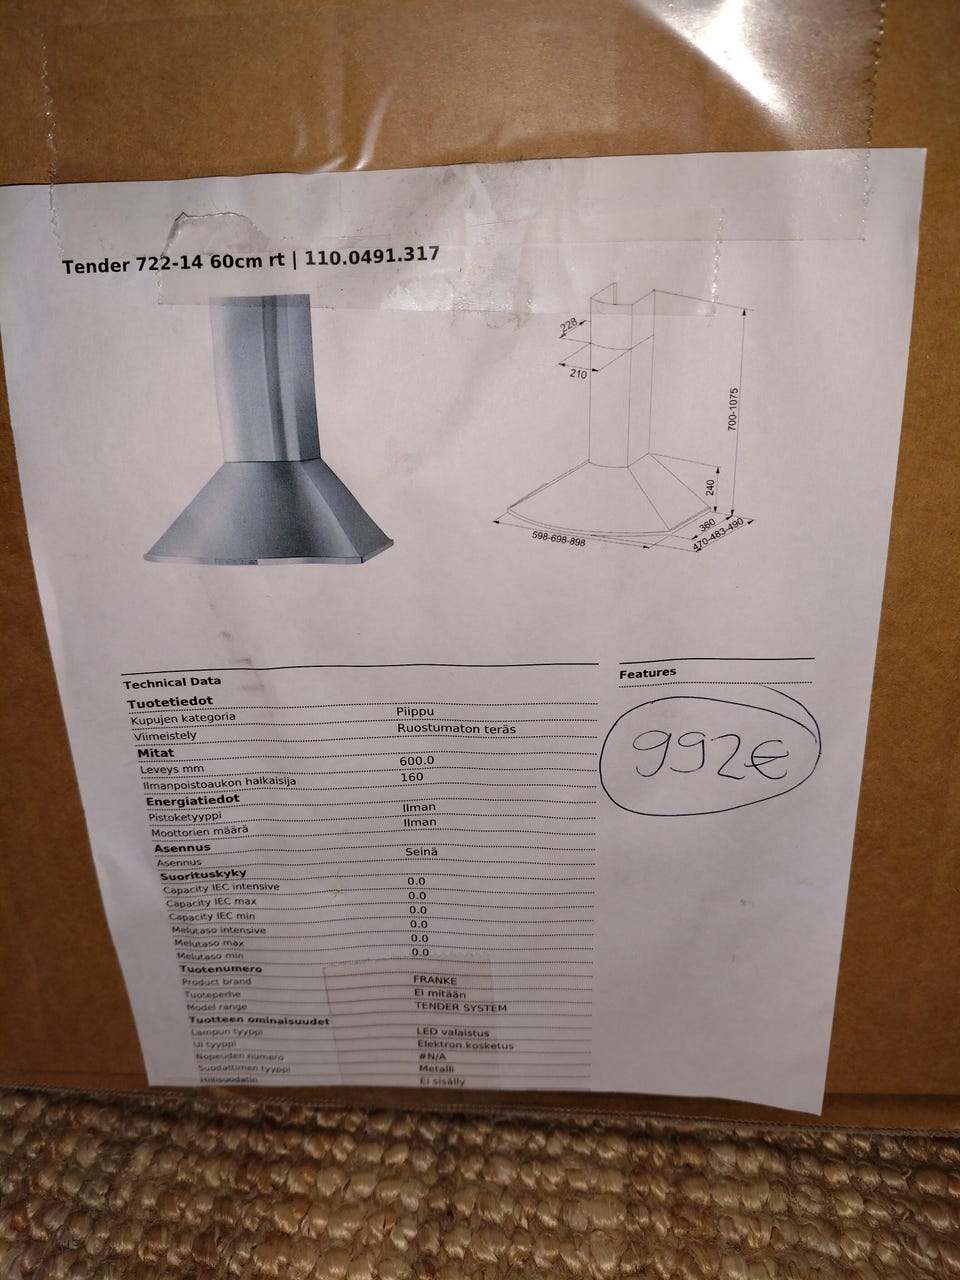 Tender 722-14 60cm rt | 110.0491.317
228
210
700-1075
240
360
470-483-490
598-698-898
Technical Data
Features
Tuotetiedot
Kupujen kategoria Piippu
Viimeistely Ruostumaton teräs
992€
Mitat
Leveys mm 600.0
Ilmanpoistoaukon halkaisija 160
Energiatiedot
Pistoketyyppi Ilman
Moottorien määrä Ilman
Asennus
Asennus Seinä
Suorituskyky
Capacity IEC intensive 0.0
Capacity IEC max 0.0
Capacity IEC min 0.0
Melutaso intensive 0.0
Melutaso max 0.0
Melutaso min 0.0
Tuotenumero
Product brand FRANKE
Tuoteperhe Ei mitään
Model range TENDER SYSTEM
Tuotteen ominaisuudet
Lampun tyyppi LED valaistus
UI tyyppi Elektron.kosketus
Nopeuden numero #N/A
Suodattimen tyyppi Metalli
Hiilisuodatin Ei sisälly